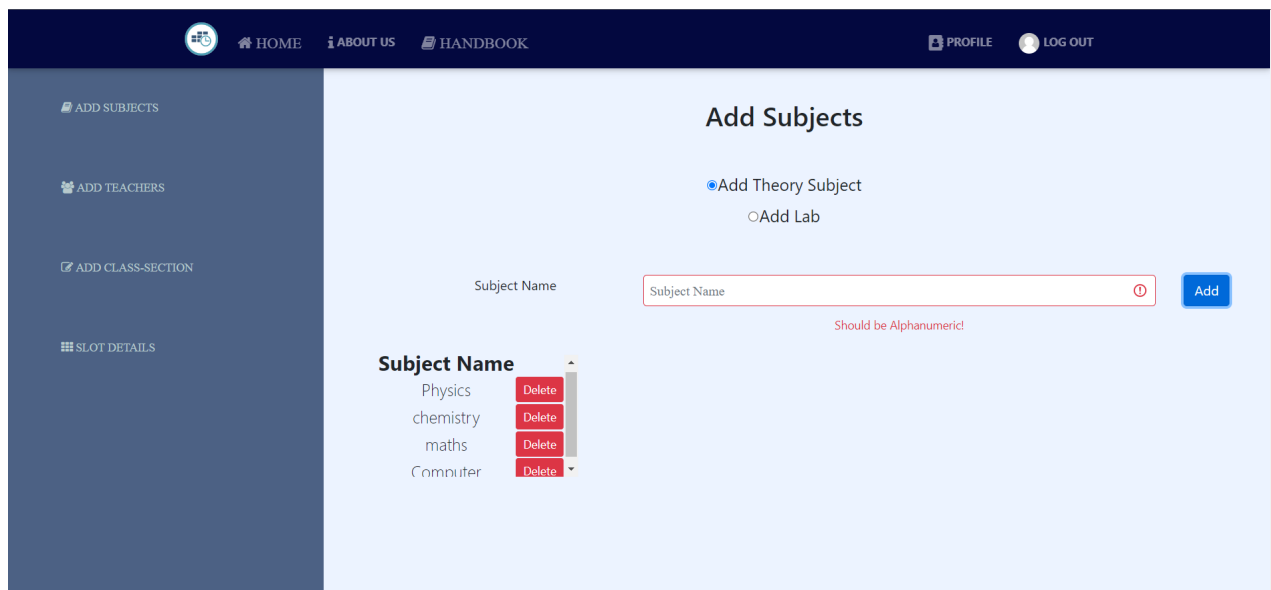 HOME ABOUT US HANDBOOK PROFILE LOG OUT
ADD SUBJECTS
ADD TEACHERS
ADD CLASS-SECTION
SLOT DETAILS
Add Subjects
Add Theory Subject
Add Lab
Subject Name Subject Name Add
Should be Alphanumeric!
Subject Name
Physics Delete
chemistry Delete
maths Delete
Computer Delete